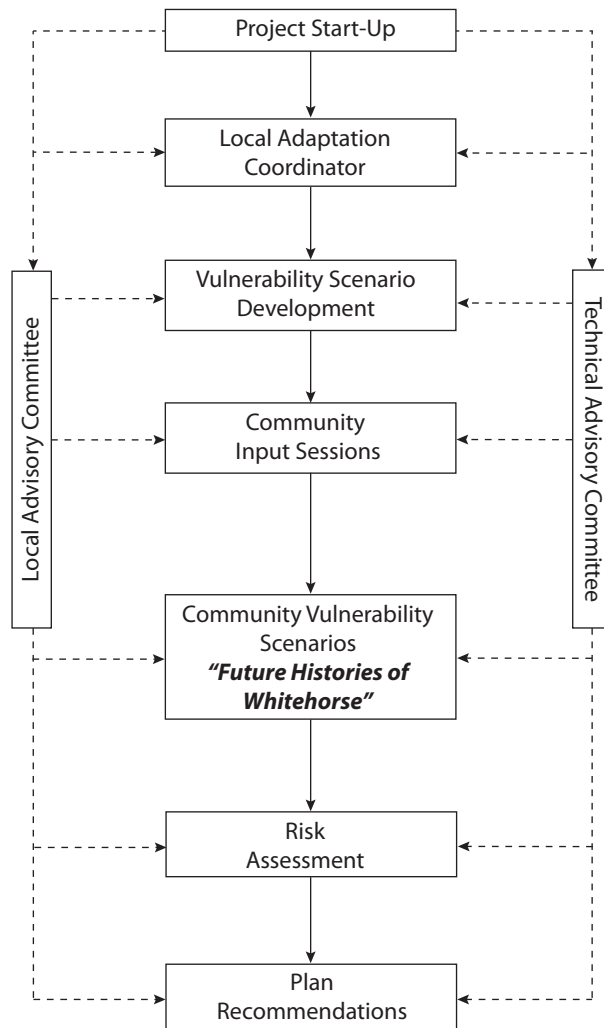 Project Start-Up
Local Adaptation
Coordinator
Vulnerability Scenario
Development
Community
Input Sessions
Local Advisory Committee
Technical Advisory Committee
Community Vulnerability
Scenarios
“Future Histories of
Whitehorse”
Risk
Assessment
Plan
Recommendations